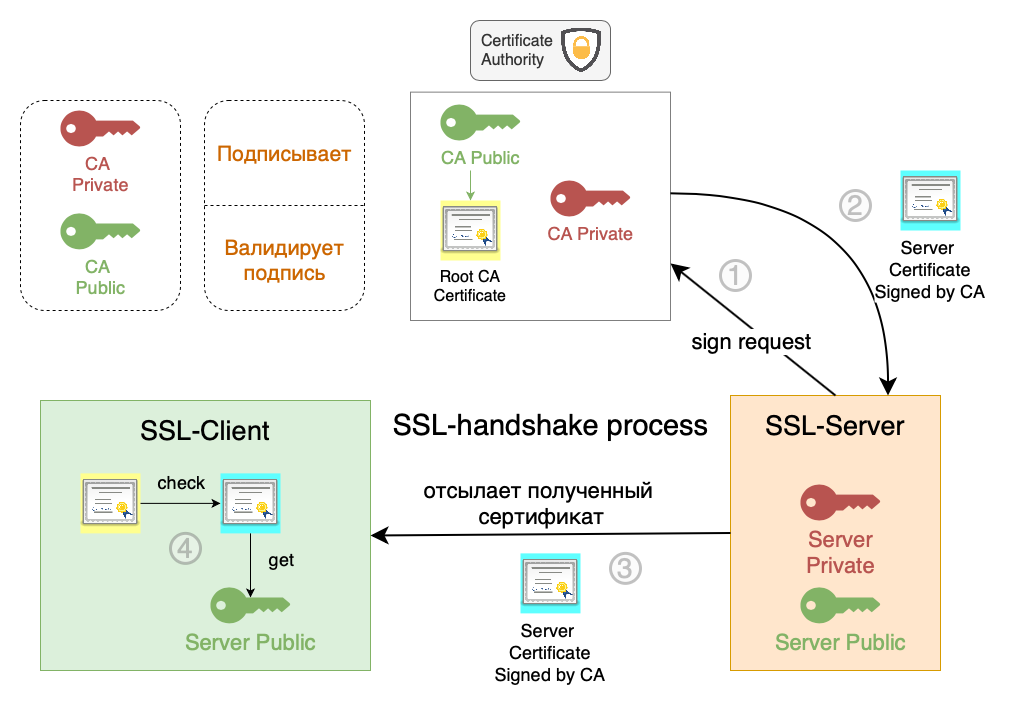 Certificate
Authority
CA
Private
CA
Public
Подписывает
Валидирует
подпись
CA Public
CA Private
Root CA
Certificate
1
sign request
2
Server
Certificate
Signed by CA
SSL-Client
check
4
get
Server Public
SSL-handshake process
отсылает полученный
сертификат
3
Server
Certificate
Signed by CA
SSL-Server
Server
Private
Server Public